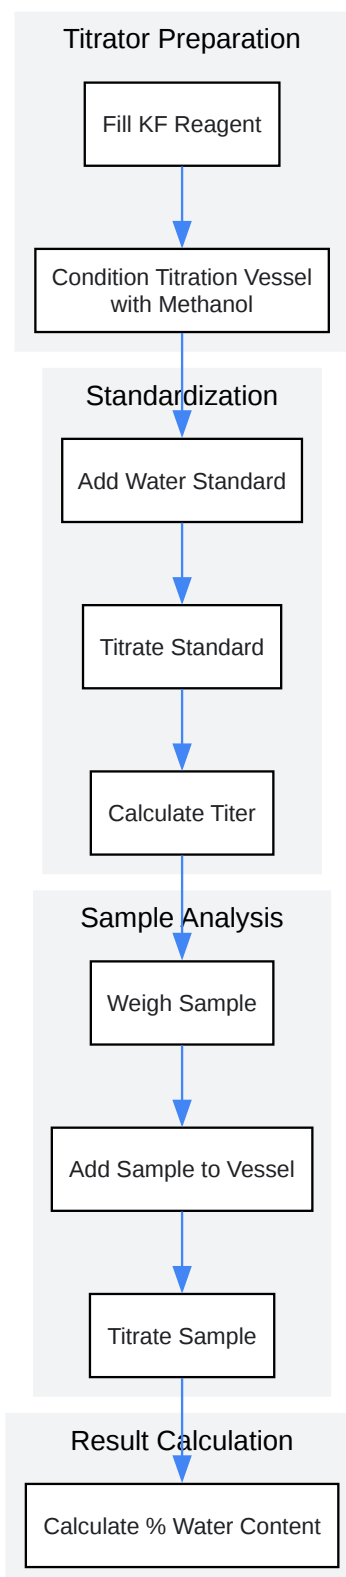 Titrator Preparation
Fill KF Reagent
Condition Titration Vessel
with Methanol
Standardization
Add Water Standard
Titrate Standard
Calculate Titer
Sample Analysis
Weigh Sample
Add Sample to Vessel
Titrate Sample
Result Calculation
Calculate % Water Content